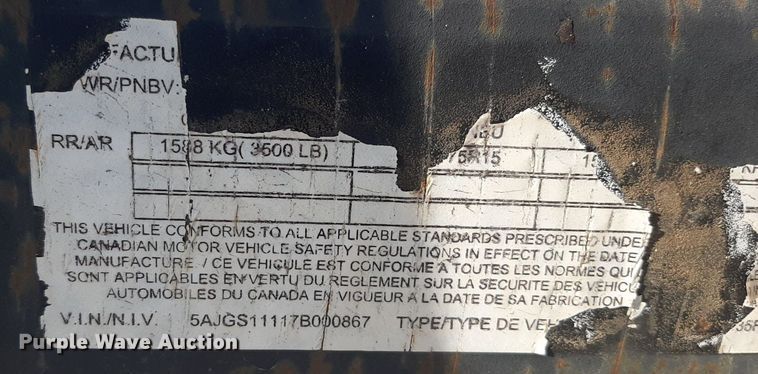 FACTU
WR/PNBV:
RR/AR 1588 KG( 3500 LB) 75R15 15
THIS VEHICLE CONFORMS TO ALL APPLICABLE STANDARDS PRESCRIBED UNDER
CANADIAN MOTOR VEHICLE SAFETY REGULATIONS IN EFFECT ON THE DATE
MANUFACTURE / CE VEHICULE EST CONFORME A TOUTES LES NORMES QUI
SONT APPLICABLES EN VERTU DU REGLEMENT SUR LA SECURITE DES VEHICU
AUTOMOBILES DU CANADA EN VIGUEUR A LA DATE DE SA FABRICATION
V.I.N./N.I.V. 5AJGS11117B000867 TYPE/TYPE DE VEH
Purple Wave Auction